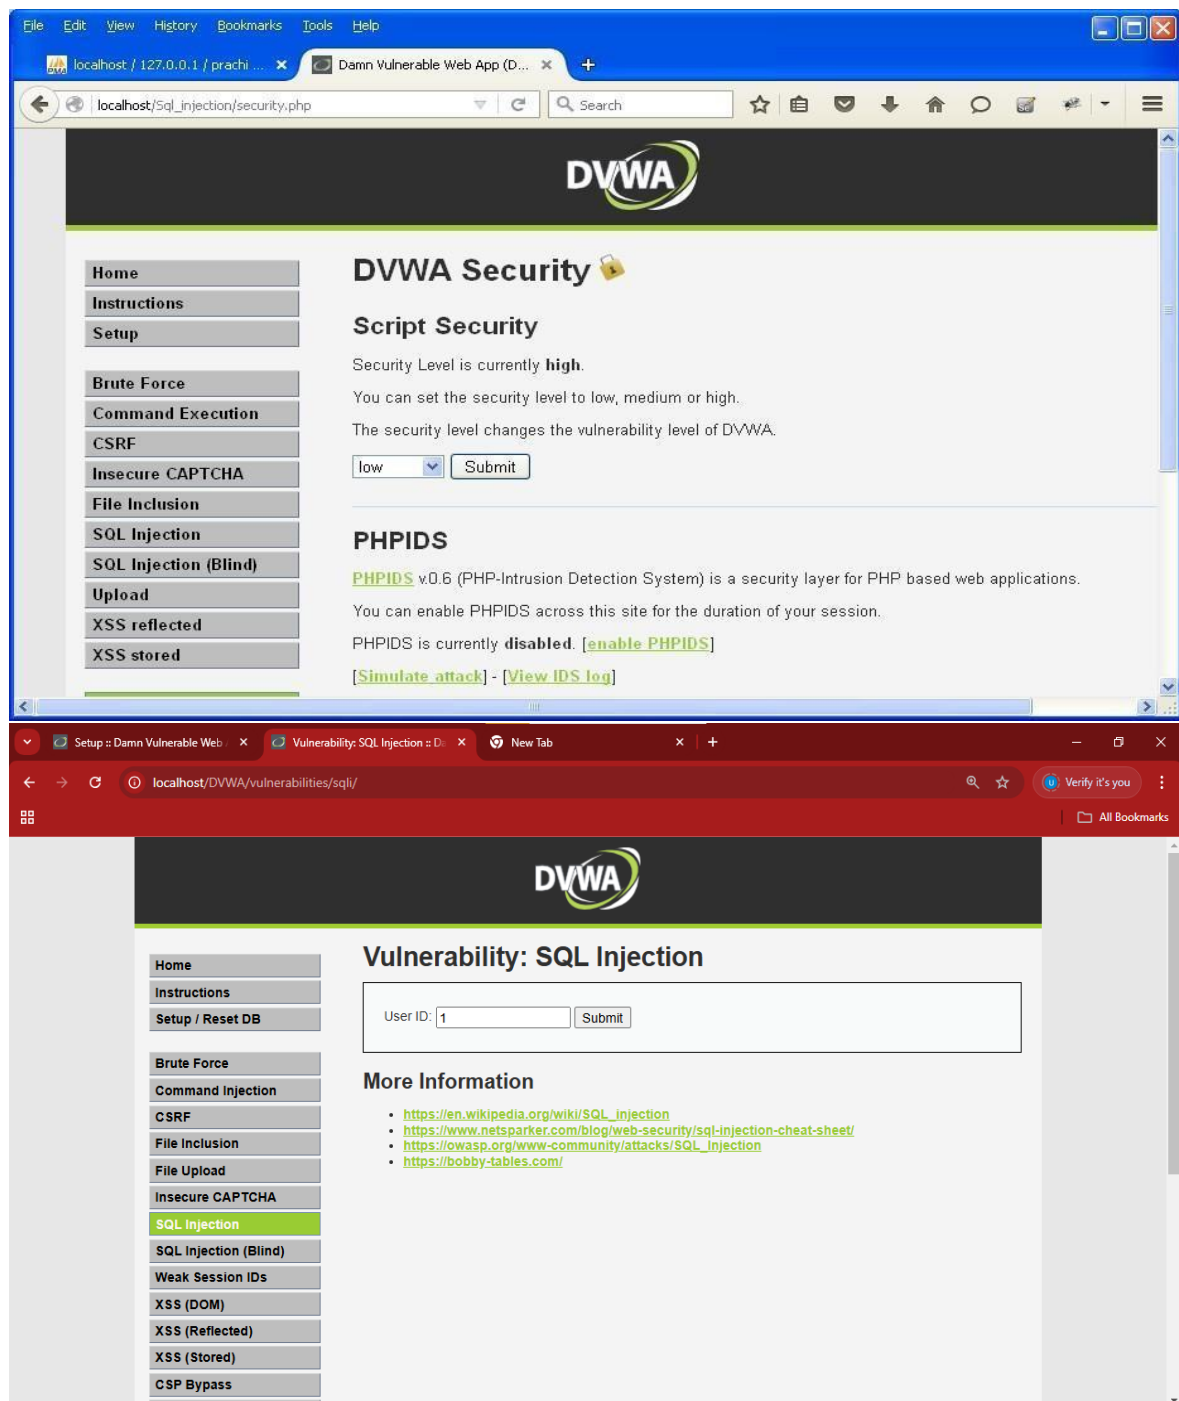 File Edit View History Bookmarks Tools Help
localhost / 127.0.0.1 / prachi ... Damn Vulnerable Web App (D...
localhost/Sql_injection/security.php Search
DVWA
Home
Instructions
Setup
Brute Force
Command Execution
CSRF
Insecure CAPTCHA
File Inclusion
SQL Injection
SQL Injection (Blind)
Upload
XSS reflected
XSS stored
DVWA Security
Script Security
Security Level is currently high.
You can set the security level to low, medium or high.
The security level changes the vulnerability level of DVWA.
low Submit
PHPIDS
PHPIDS v.0.6 (PHP-Intrusion Detection System) is a security layer for PHP based web applications.
You can enable PHPIDS across this site for the duration of your session.
PHPIDS is currently disabled. [enable PHPIDS]
[Simulate attack] - [View IDS log]
Setup :: Damn Vulnerable Web Vulnerability: SQL Injection :: Da New Tab
localhost/DVWA/vulnerabilities/sqli/ U Verify it's you
All Bookmarks
DVWA
Home
Instructions
Setup / Reset DB
Brute Force
Command Injection
CSRF
File Inclusion
File Upload
Insecure CAPTCHA
SQL Injection
SQL Injection (Blind)
Weak Session IDs
XSS (DOM)
XSS (Reflected)
XSS (Stored)
CSP Bypass
Vulnerability: SQL Injection
User ID: 1 Submit
More Information
https://en.wikipedia.org/wiki/SQL_injection
https://www.netsparker.com/blog/web-security/sql-injection-cheat-sheet/
https://owasp.org/www-community/attacks/SQL_Injection
https://bobby-tables.com/